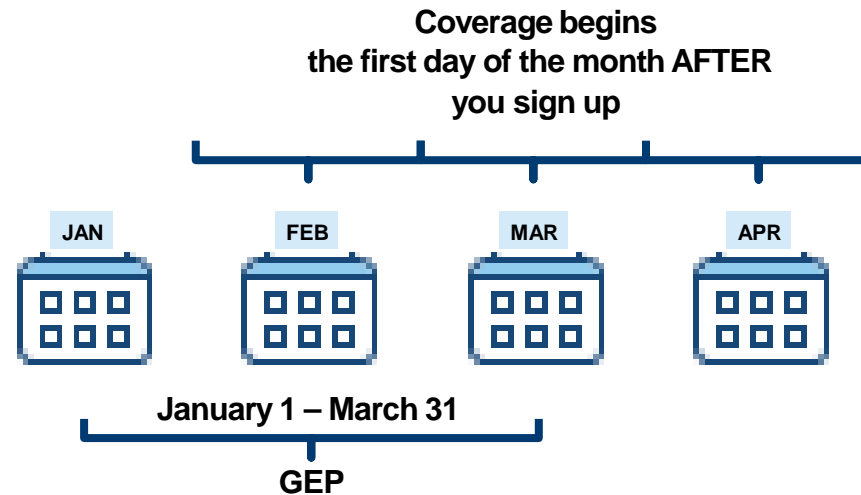 Coverage begins
the first day of the month AFTER
you sign up
JAN
FEB
MAR
APR
January 1 – March 31
GEP